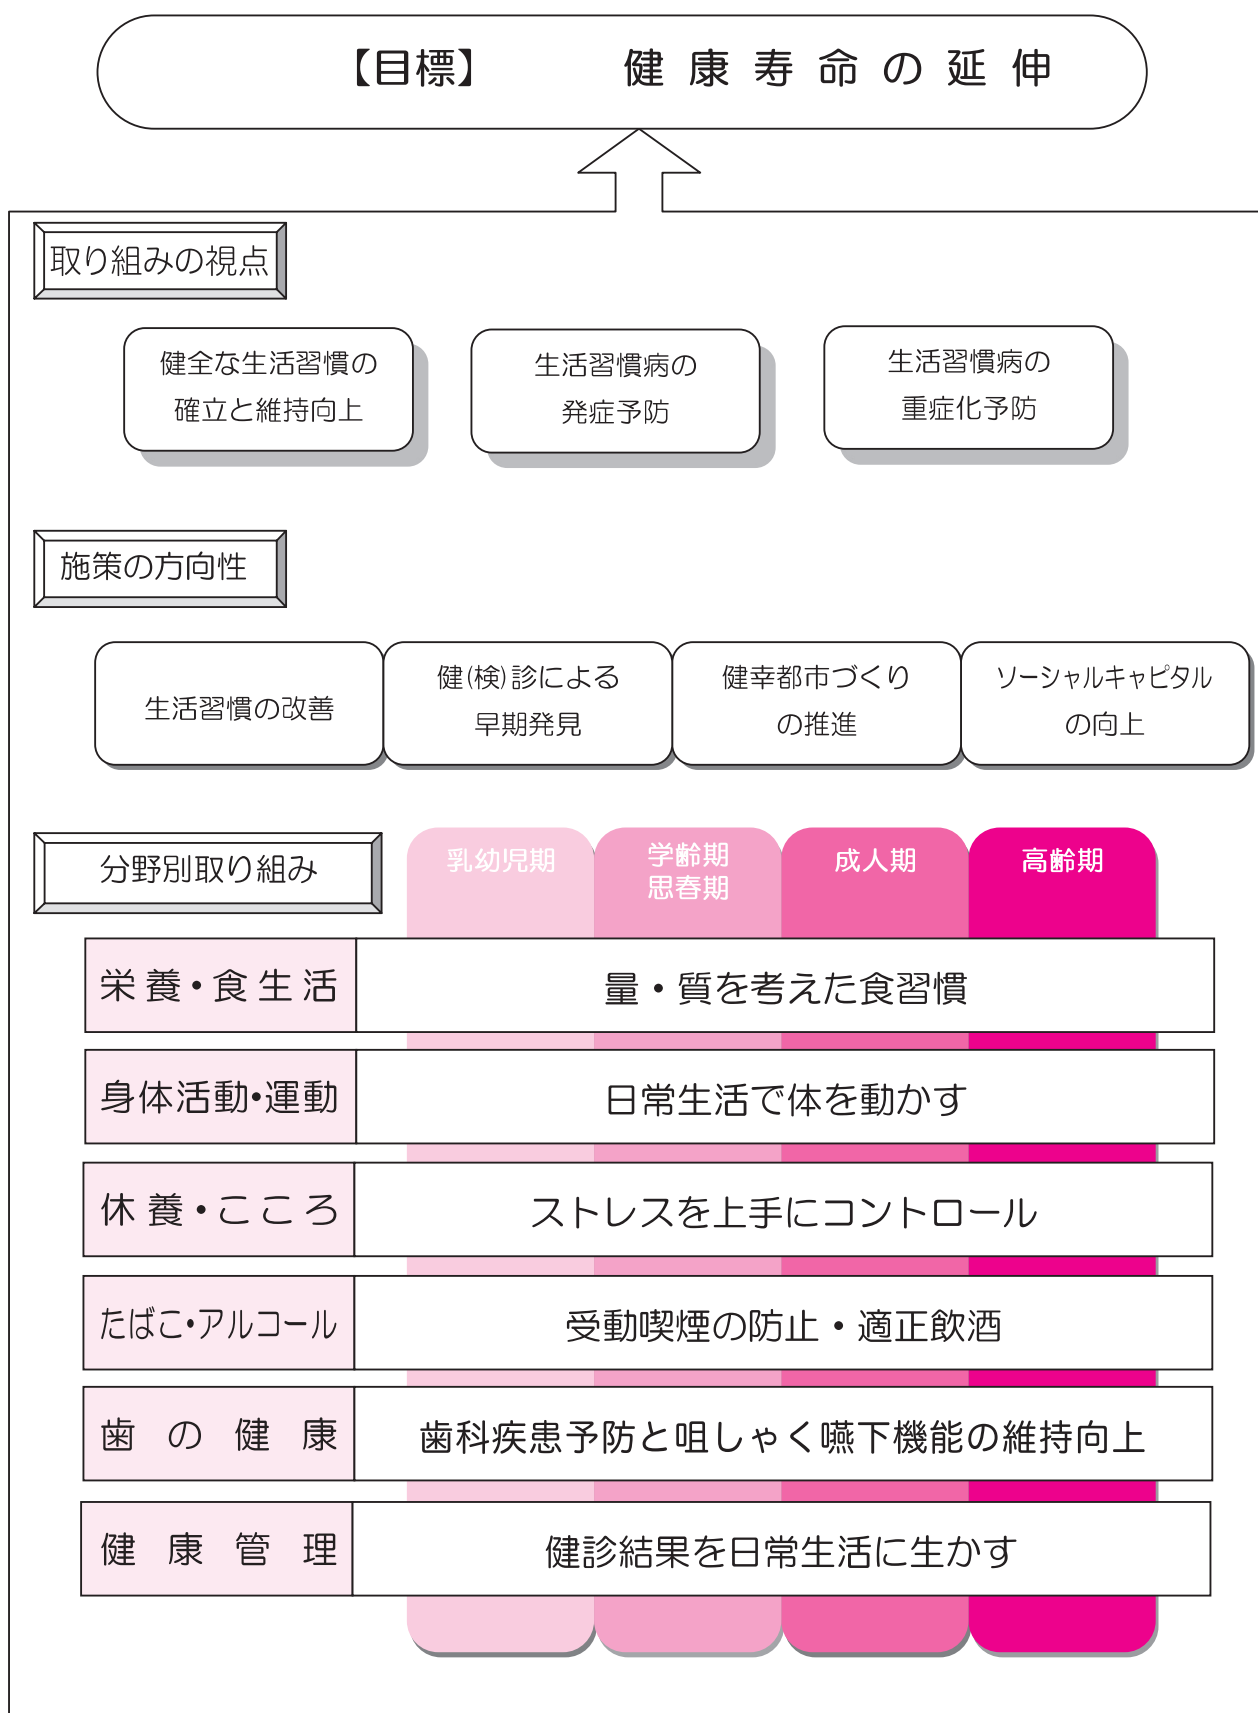 【目標】 健康寿命の延伸
取り組みの視点
健全な生活習慣の
確立と維持向上
生活習慣病の
発症予防
生活習慣病の
重症化予防
施策の方向性
生活習慣の改善
健(検)診による
早期発見
健幸都市づくり
の推進
ソーシャルキャピタル
の向上
分野別取り組み
乳幼児期
学齢期
思春期
成人期
高齢期
栄養・食生活
量・質を考えた食習慣
身体活動・運動
日常生活で体を動かす
休養・こころ
ストレスを上手にコントロール
たばこ・アルコール
受動喫煙の防止・適正飲酒
歯の健康
歯科疾患予防と咀しゃく嚥下機能の維持向上
健康管理
健診結果を日常生活に生かす